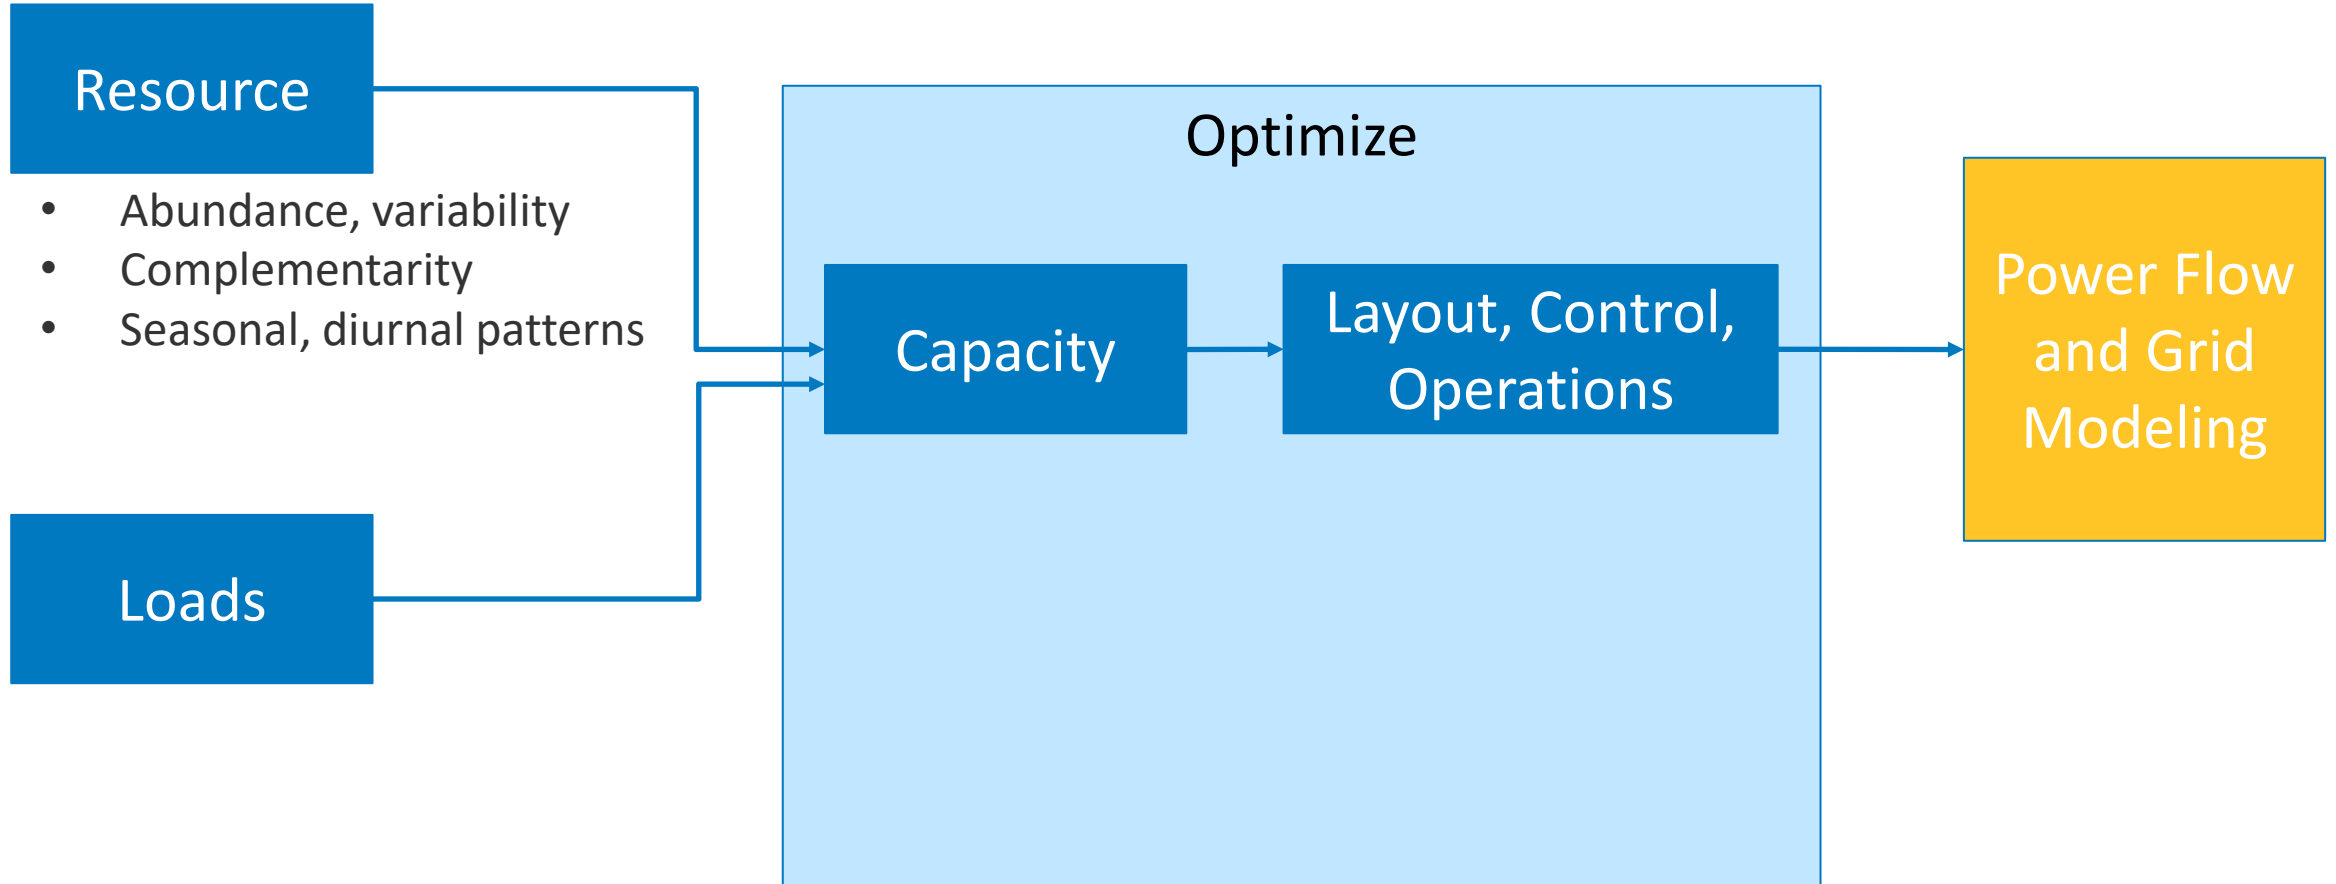 Resource
• Abundance, variability
• Complementarity
• Seasonal, diurnal patterns
Loads
Optimize
Capacity
Layout, Control,
Operations
Power Flow
and Grid
Modeling